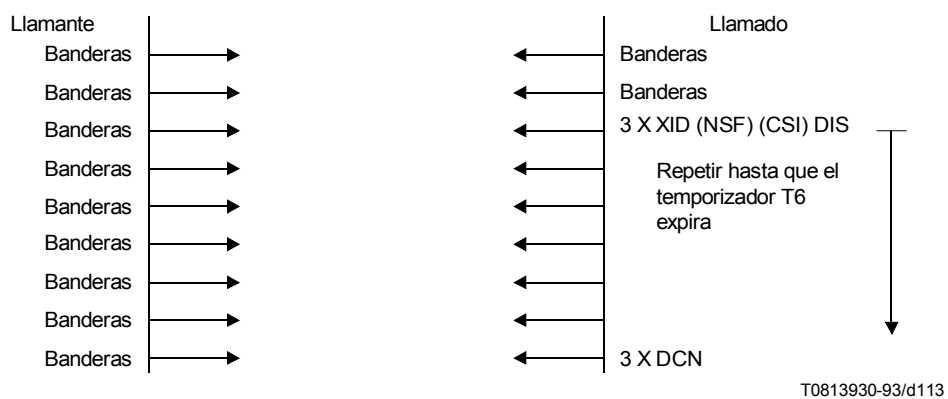 Llamante Llamado
Banderas Banderas
Banderas Banderas
Banderas 3 X XID (NSF) (CSI) DIS
Banderas Repetir hasta que el
Banderas temporizador T6
expira
Banderas
Banderas
Banderas
Banderas 3 X DCN
T0813930-93/d113